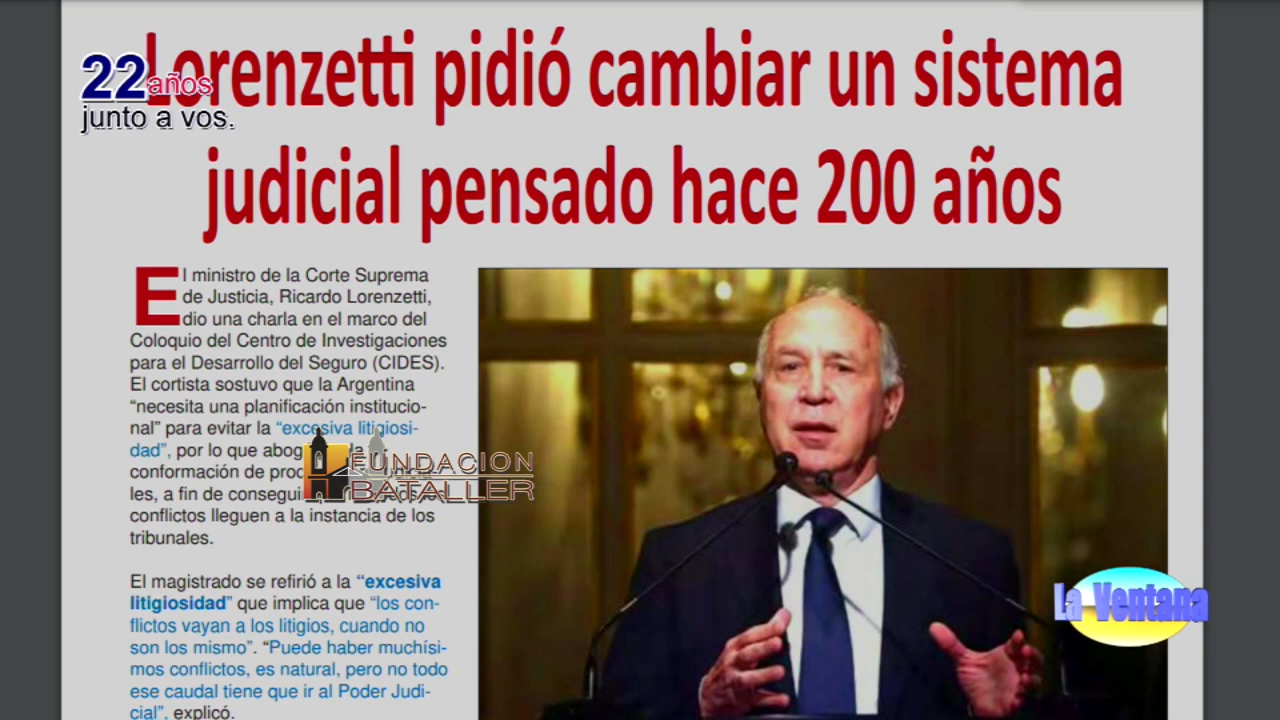 Lorenzetti pidió cambiar un sistema
judicial pensado hace 200 años
22 años
junto a vos.
El ministro de la Corte Suprema
de Justicia, Ricardo Lorenzetti,
dio una charla en el marco del
Coloquio del Centro de Investigaciones
para el Desarrollo del Seguro (CIDES).
El cortista sostuvo que la Argentina
“necesita una planificación institucio-
nal” para evitar la “excesiva litigiosi-
dad”, por lo que abog
conformación de
les, a fin de
conflictos lleguen a la instancia de los
tribunales.
El magistrado se refirió a la “excesiva
litigiosidad” que implica que “los con-
flictos vayan a los litigios, cuando no
son los mismo”. “Puede haber muchísi-
mos conflictos, es natural, pero no todo
ese caudal tiene que ir al Poder Judi-
cial”, explicó.
FUNDACION
BATALLER
La Ventana